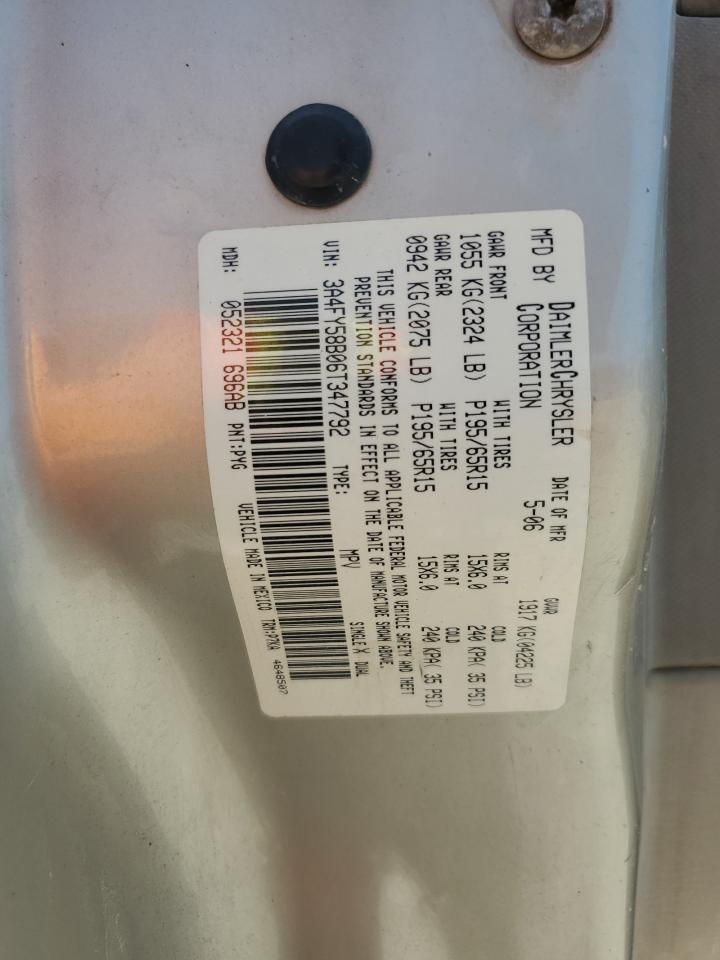 MFD BY DAIMLERCHRYSLER CORPORATION
DATE OF MFR 5-06
GVWR 1917 KG(04225 LB)
GAWR FRONT WITH TIRES RIMS AT COLD
1055 KG(2324 LB) P195/65R15 15X6.0 240 KPA( 35 PSI)
GAWR REAR WITH TIRES RIMS AT COLD
0942 KG(2075 LB) P195/65R15 15X6.0 240 KPA( 35 PSI)
THIS VEHICLE CONFORMS TO ALL APPLICABLE FEDERAL MOTOR VEHICLE SAFETY AND THEFT
PREVENTION STANDARDS IN EFFECT ON THE DATE OF MANUFACTURE SHOWN ABOVE.
VIN: 3A4FY58B06T347792 TYPE: MPV SINGLE X DUAL
MDH: 052321 696AB PNT:PYG VEHICLE MADE IN MEXICO TRM:P7KA 4648507